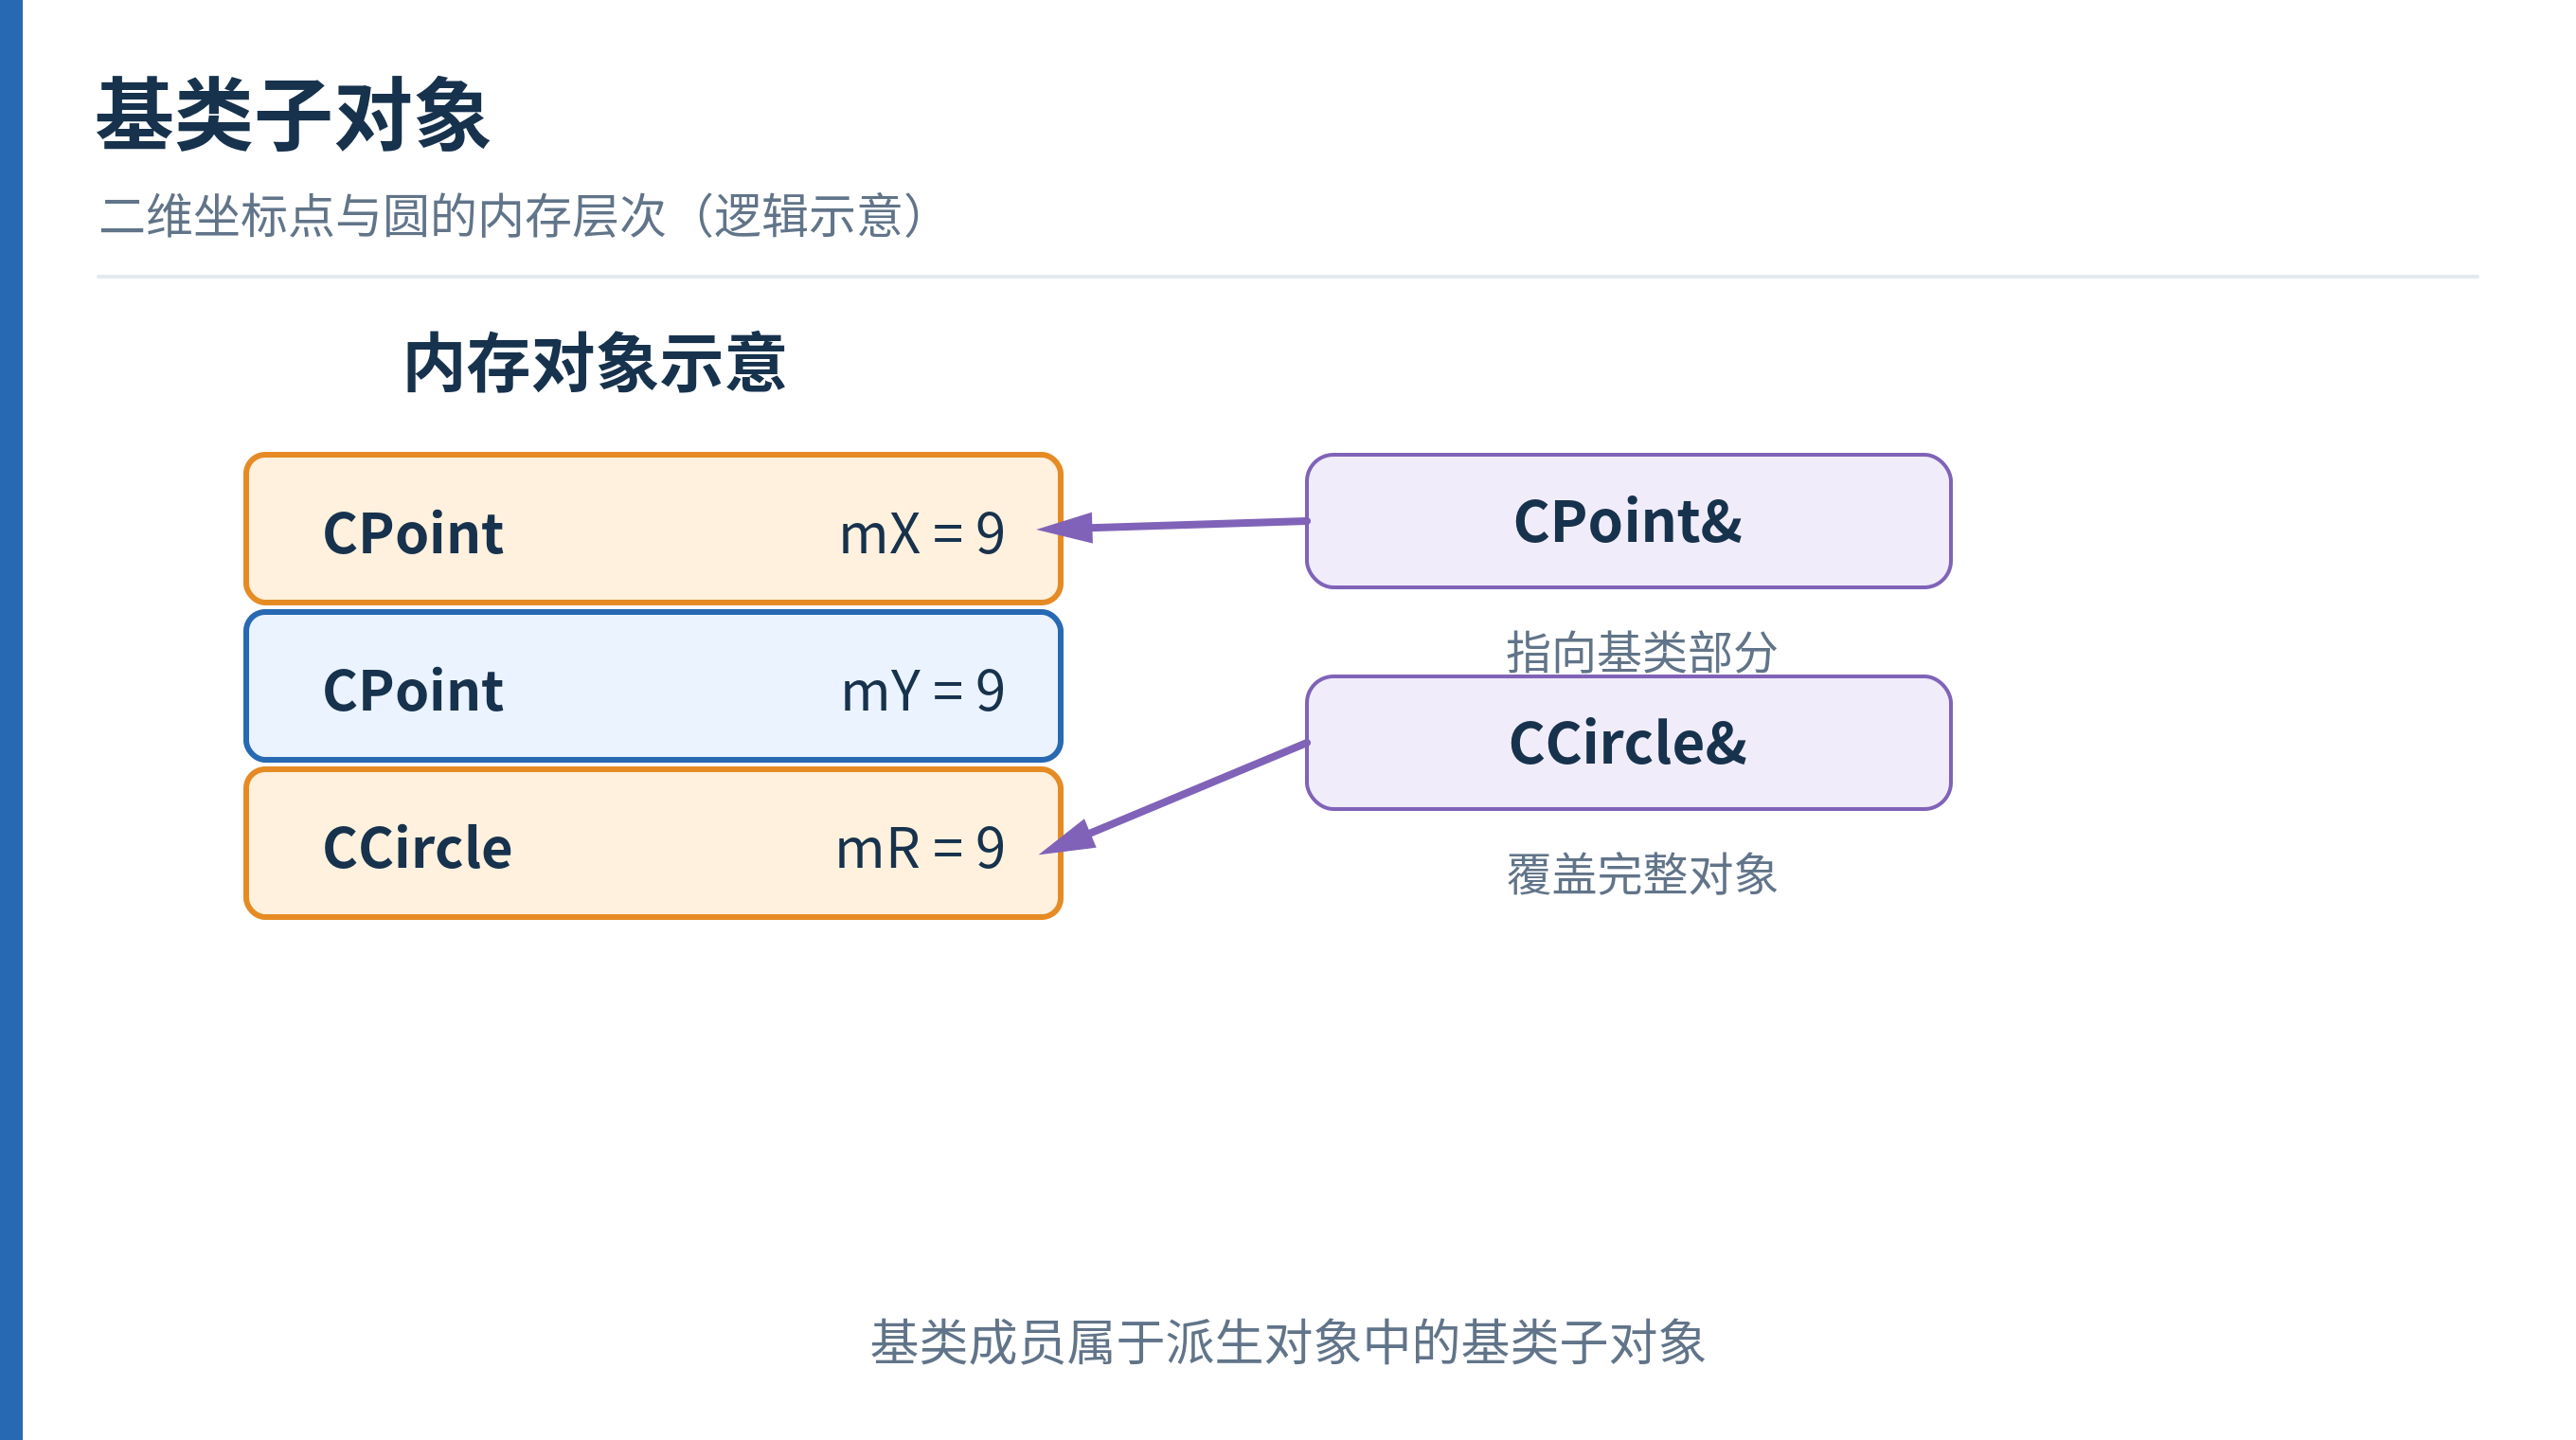 基类子对象
二维坐标点与圆的内存层次（逻辑示意）
内存对象示意
CPoint mX = 9
CPoint mY = 9
CCircle mR = 9
CPoint&
指向基类部分
CCircle&
覆盖完整对象
基类成员属于派生对象中的基类子对象